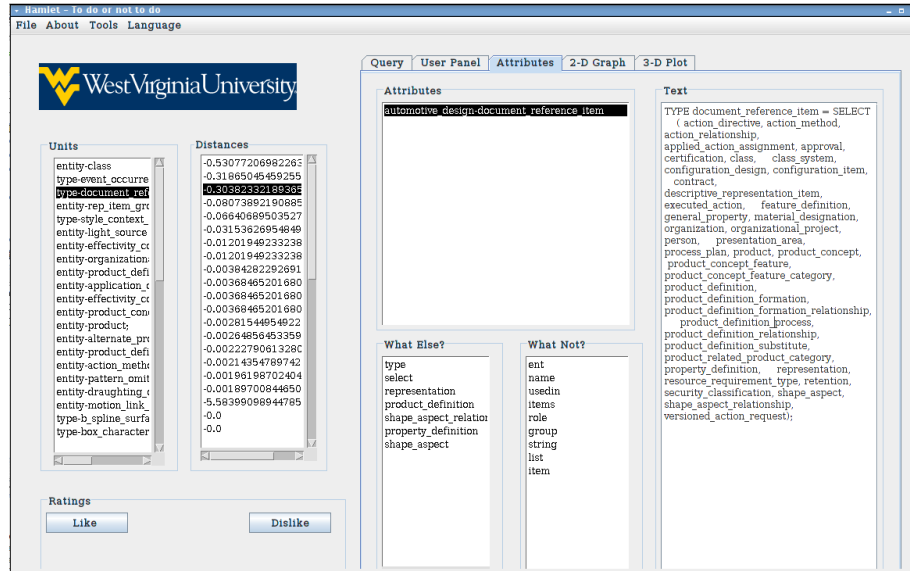 Hamlet - To do or not to do
File About Tools Language
WestVirginiaUniversity
Units
entity-class
type-event_occurre
type-document_refe
entity-rep_item_gro
type-style_context_
entity-light_source
entity-effectivity_co
entity-organization
entity-product_defi
entity-application_c
entity-effectivity_co
entity-product_con
entity-product;
entity-alternate_pro
entity-product_defi
entity-action_metho
entity-pattern_omit
entity-draughting_c
entity-motion_link_
type-b_spline_surfa
type-box_character
Distances
-0.53077206982263
-0.31865045459255
-0.30382332189365
-0.08073892190885
-0.06640689503527
-0.03153626954849
-0.01201949233238
-0.01201949233238
-0.00384282292691
-0.00368465201680
-0.00368465201680
-0.00368465201680
-0.00281544954922
-0.00264856453359
-0.00222790613280
-0.00214354789742
-0.00196198702404
-0.00189700844650
-5.58399098944785
-0.0
-0.0
Ratings
Like Dislike
Query User Panel Attributes 2-D Graph 3-D Plot
Attributes
automotive_design-document_reference_item
What Else?
type
select
representation
product_definition
shape_aspect_relation
property_definition
shape_aspect
What Not?
ent
name
usedin
items
role
group
string
list
item
Text
TYPE document_reference_item = SELECT
( action_directive, action_method,
action_relationship,
applied_action_assignment, approval,
certification, class, class_system,
configuration_design, configuration_item,
contract,
descriptive_representation_item,
executed_action, feature_definition,
general_property, material_designation,
organization, organizational_project,
person, presentation_area,
process_plan, product, product_concept,
product_concept_feature,
product_concept_feature_category,
product_definition,
product_definition_formation,
product_definition_formation_relationship,
product_definition_process,
product_definition_relationship,
product_definition_substitute,
product_related_product_category,
property_definition, representation,
resource_requirement_type, retention,
security_classification, shape_aspect,
shape_aspect_relationship,
versioned_action_request);